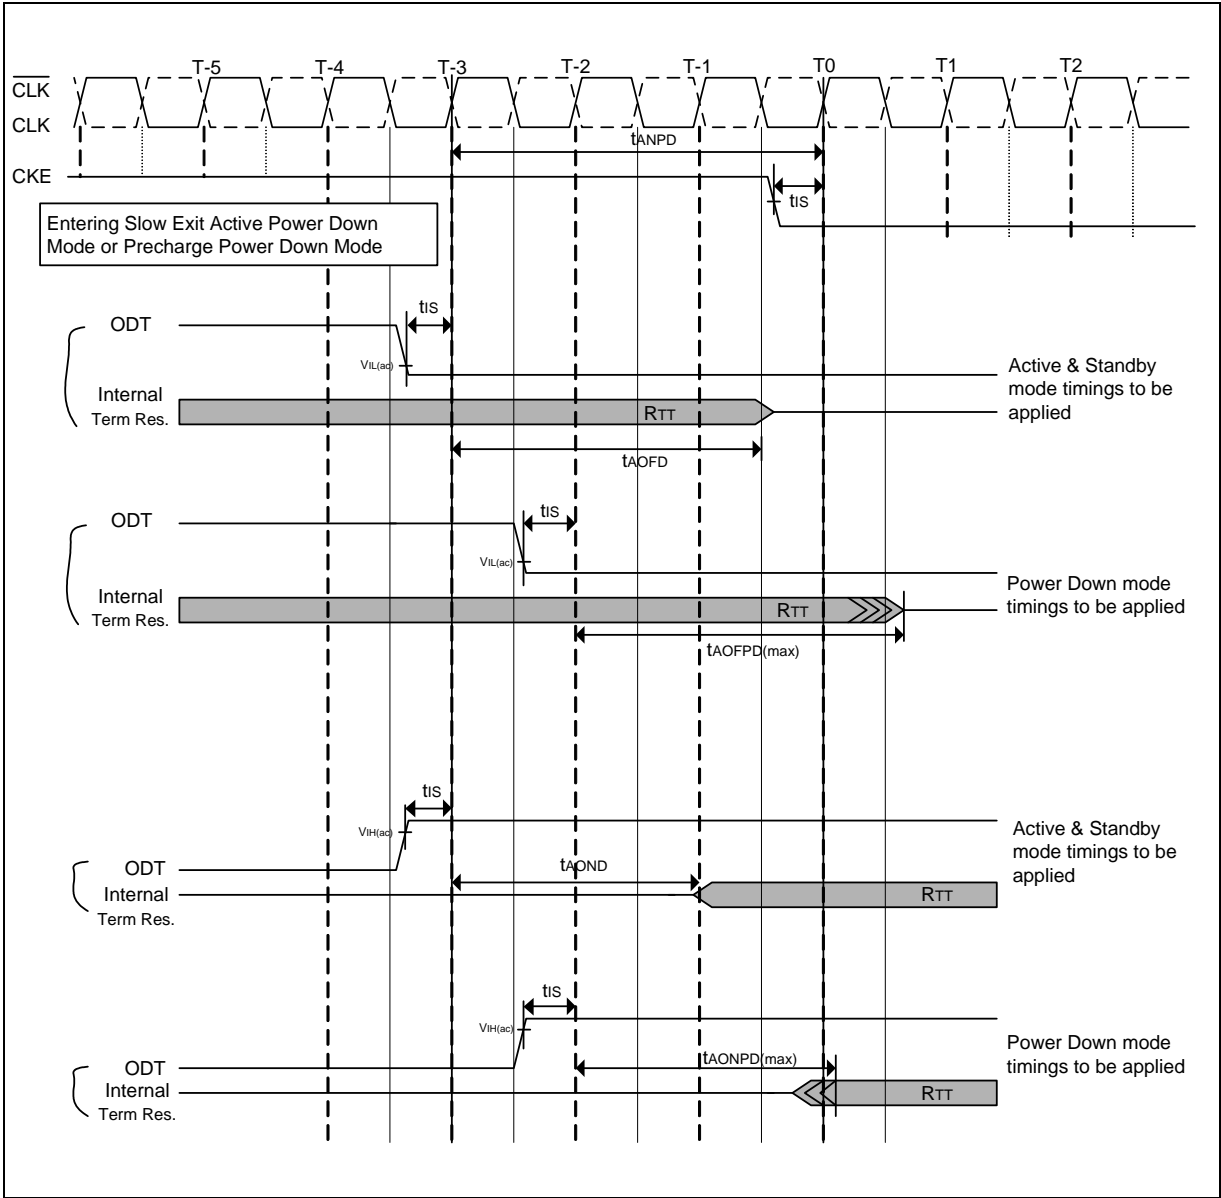 T-5 T-4 T-3 T-2 T-1 T0 T1 T2
CLK
CLK
tANPD
CKE
tIS
Entering Slow Exit Active Power Down
Mode or Precharge Power Down Mode
tIS
ODT
VIL(ac)
Active & Standby
mode timings to be
applied
Internal
Term Res.
RTT
tAOFD
ODT
tIS
VIL(ac)
Power Down mode
timings to be applied
Internal
Term Res.
RTT
tAOFPD(max)
tIS
VIH(ac)
Active & Standby
mode timings to be
applied
ODT
tAOND
Internal
Term Res.
RTT
tIS
VIH(ac)
Power Down mode
timings to be applied
ODT
tAONPD(max)
Internal
Term Res.
RTT